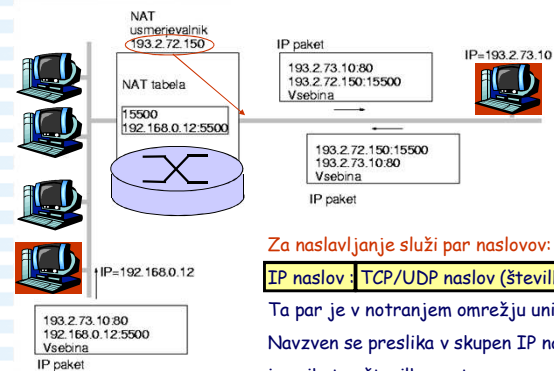 NAT
usmerjevalnik
193.2.72.150
NAT tabela
15500
192.168.0.12:5500
IP paket
193.2.73.10:80
193.2.72.150:15500
Vsebina
IP=193.2.73.10
193.2.72.150:15500
193.2.73.10:80
Vsebina
IP paket
IP=192.168.0.12
193.2.73.10:80
192.168.0.12:5500
Vsebina
IP paket
Za naslavljanje služi par naslovov:
IP naslov : TCP/UDP naslov (števil
Ta par je v notranjem omrežju uni
Navzven se preslika v skupen IP na